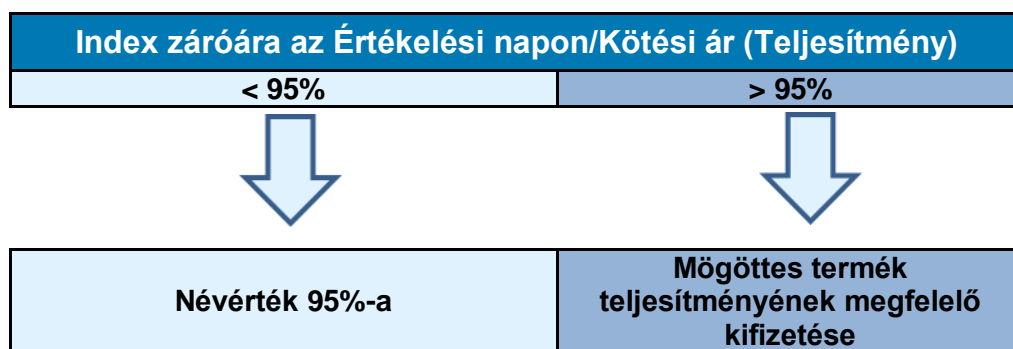 Index záróára az Értékelési napon/Kötési ár (Teljesítmény)
< 95%
> 95%
Névérték 95%-a
Mögöttes termék
teljesítményének megfelelő
kifizetése